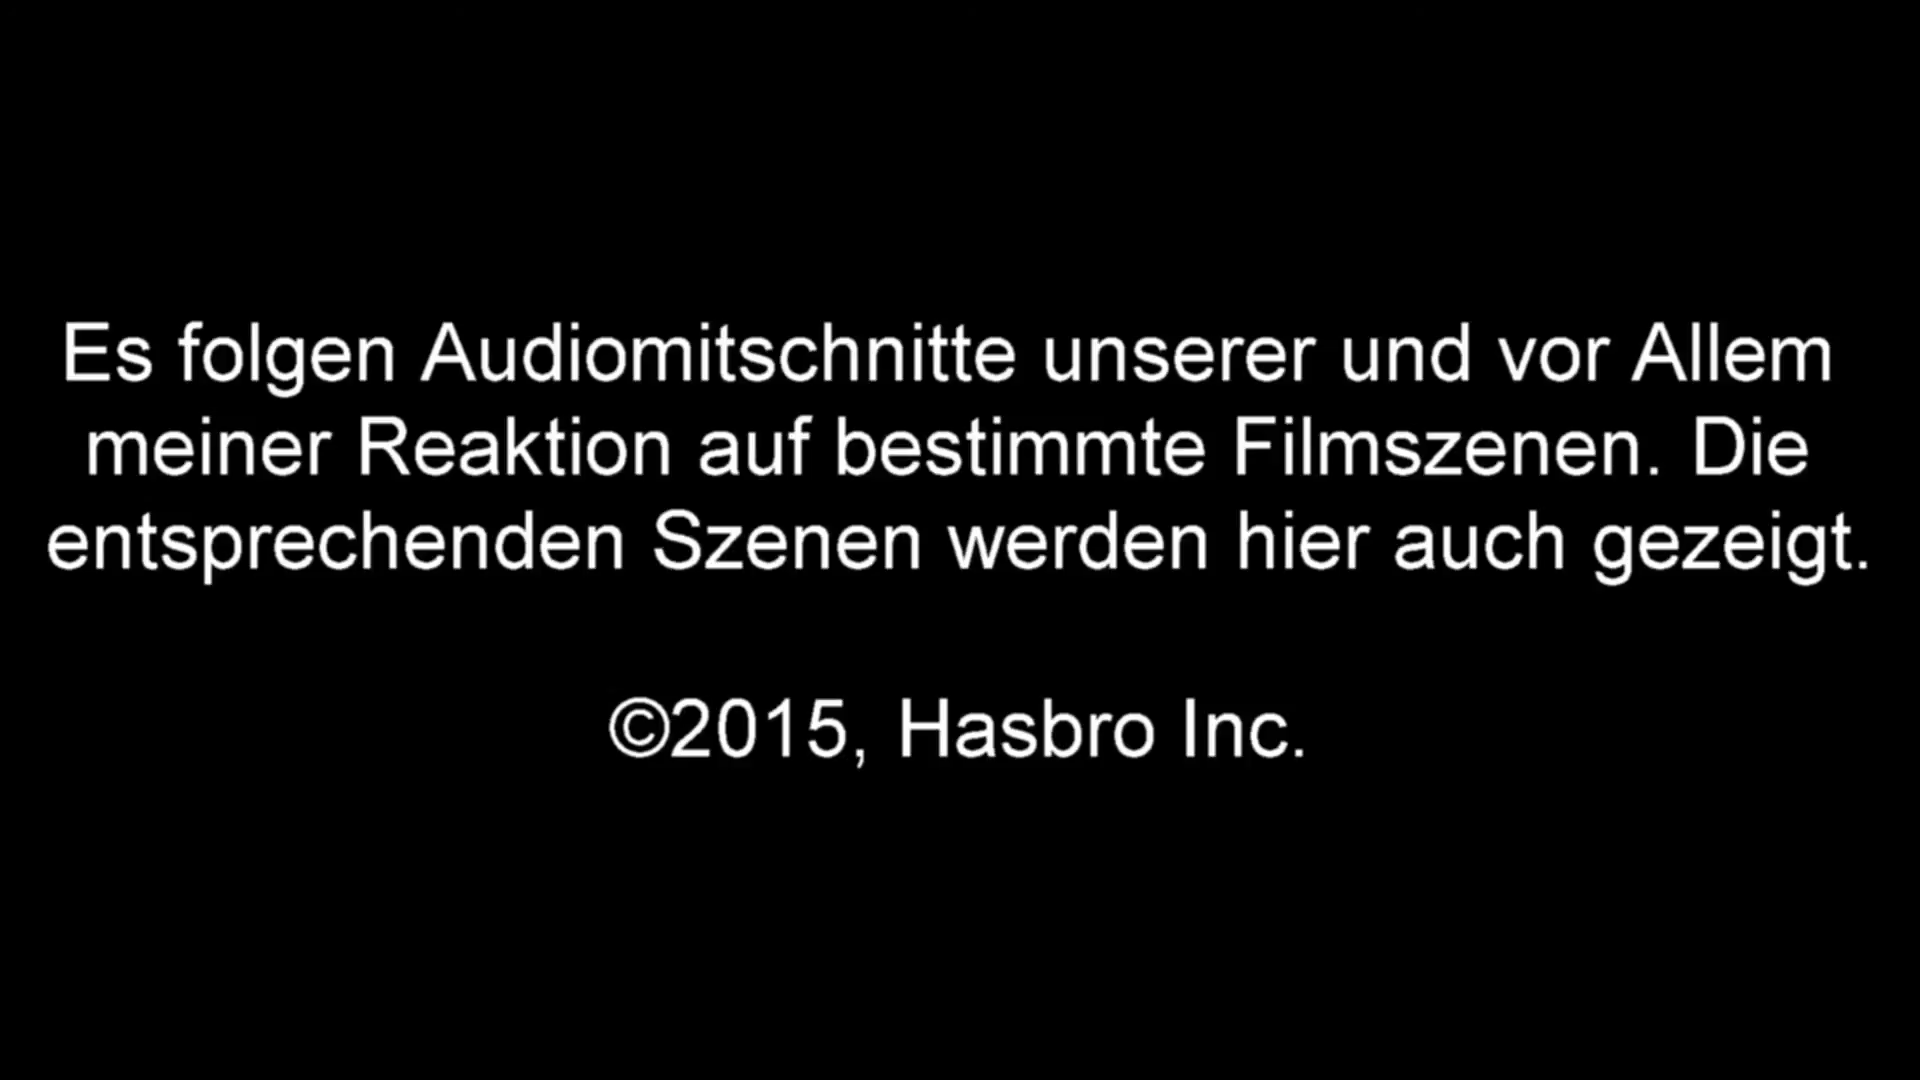 Es folgen Audiomitschnitte unserer und vor Allem
meiner Reaktion auf bestimmte Filmszenen. Die
entsprechenden Szenen werden hier auch gezeigt.
©2015, Hasbro Inc.